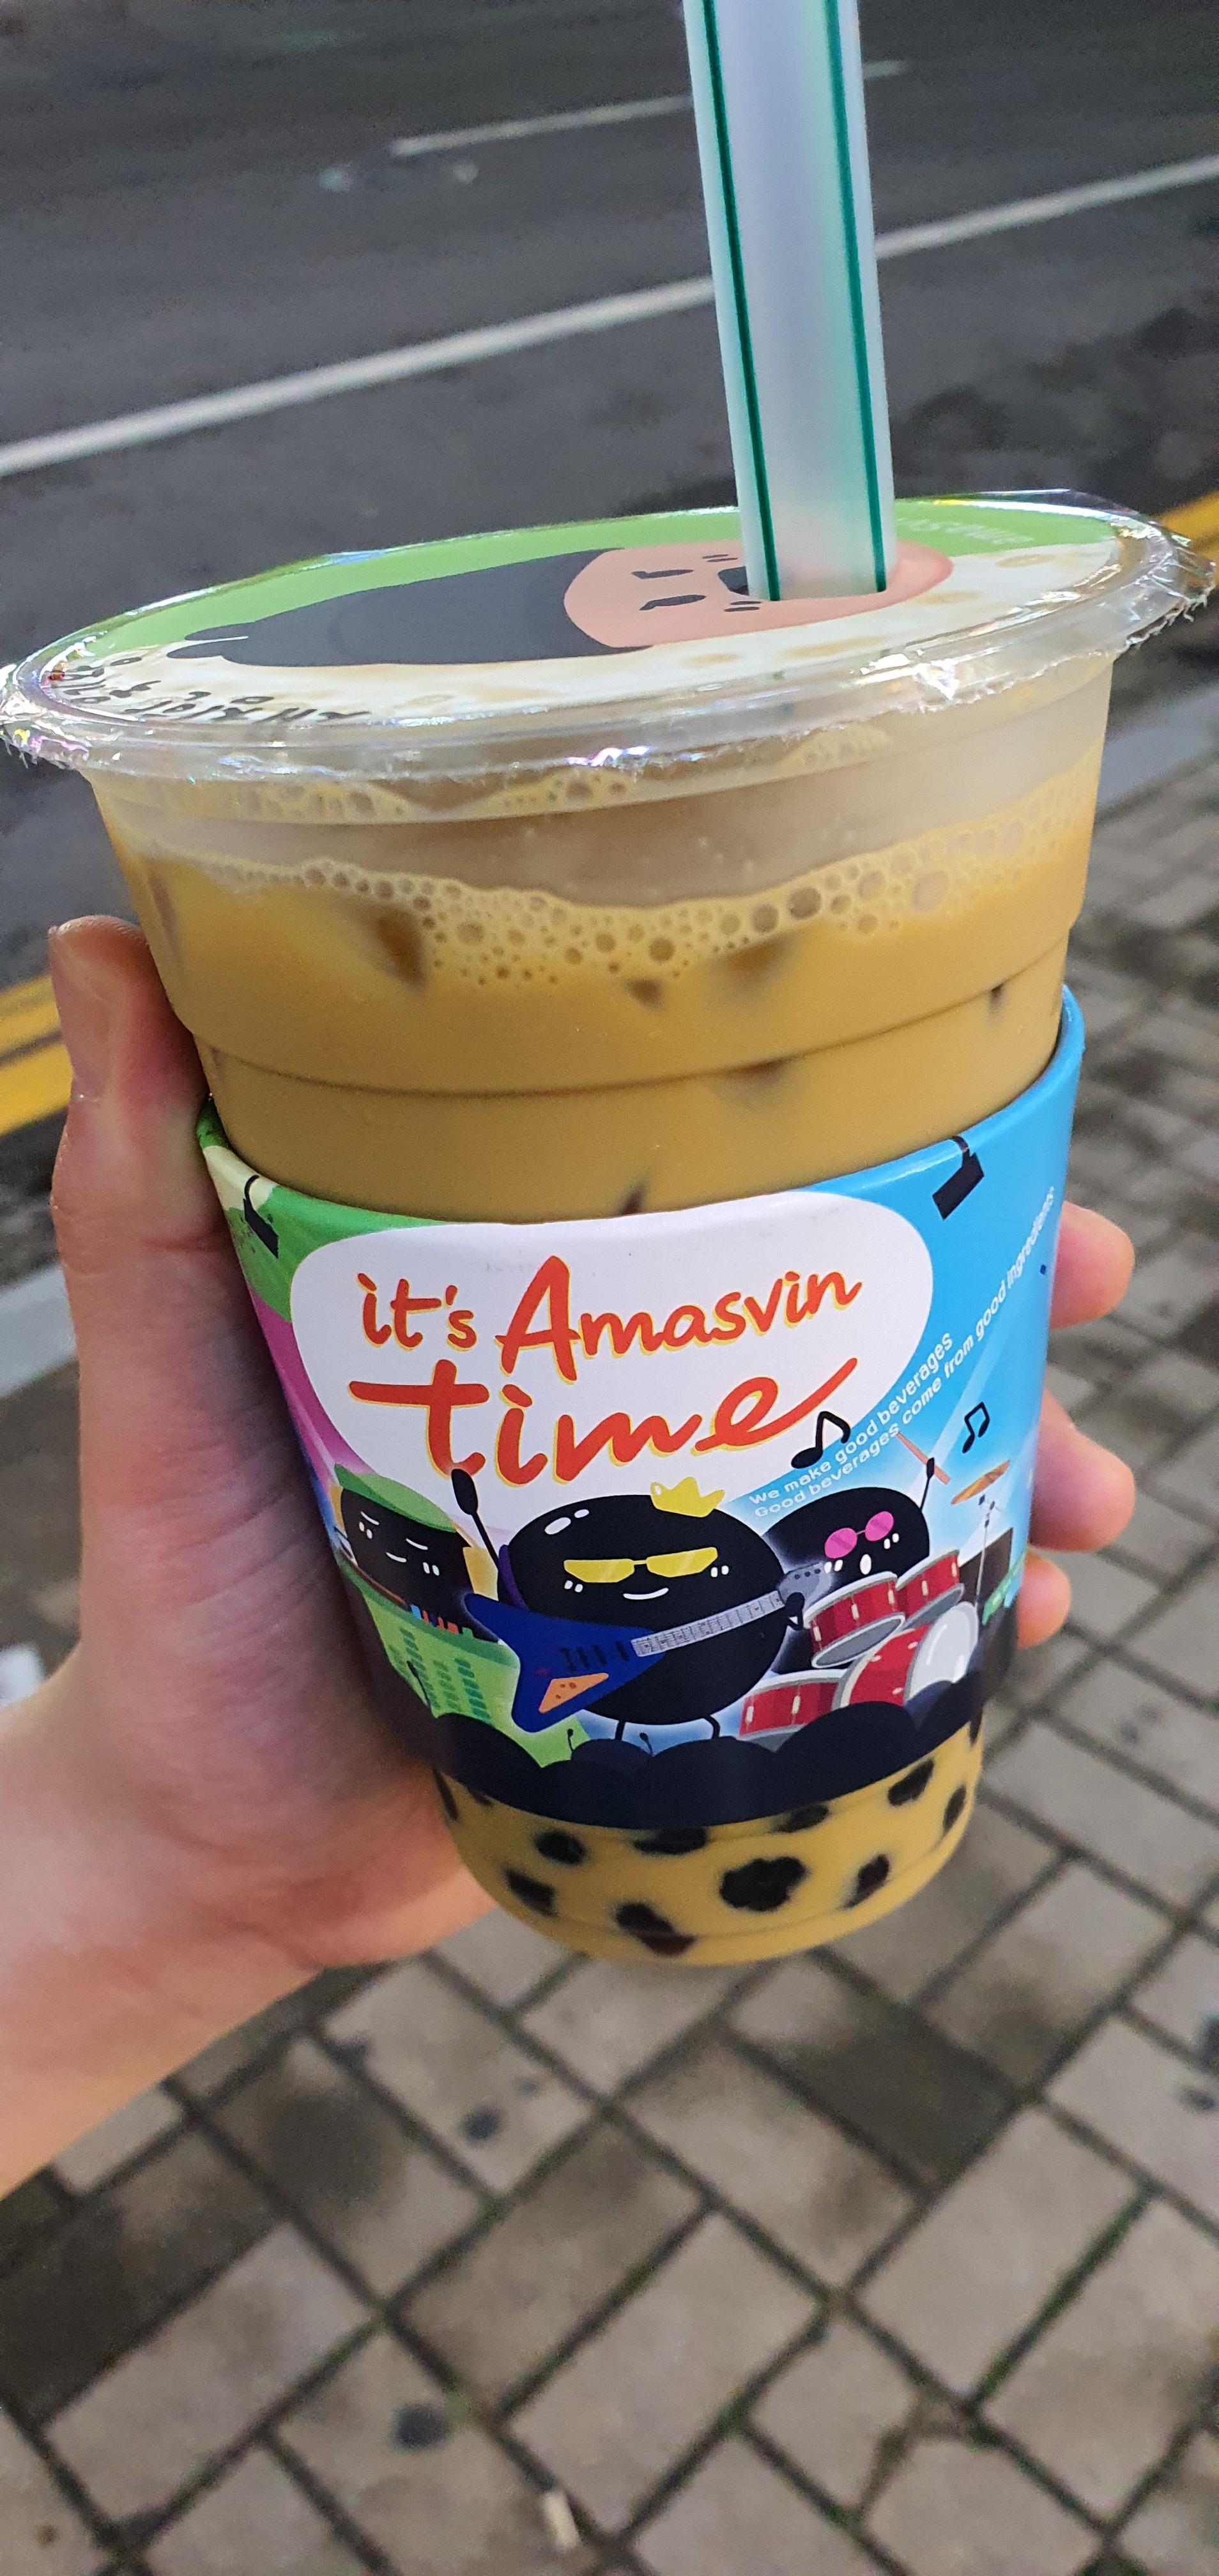 it's Amasvin
time
We make good beverages
Good beverages come from good ingredients